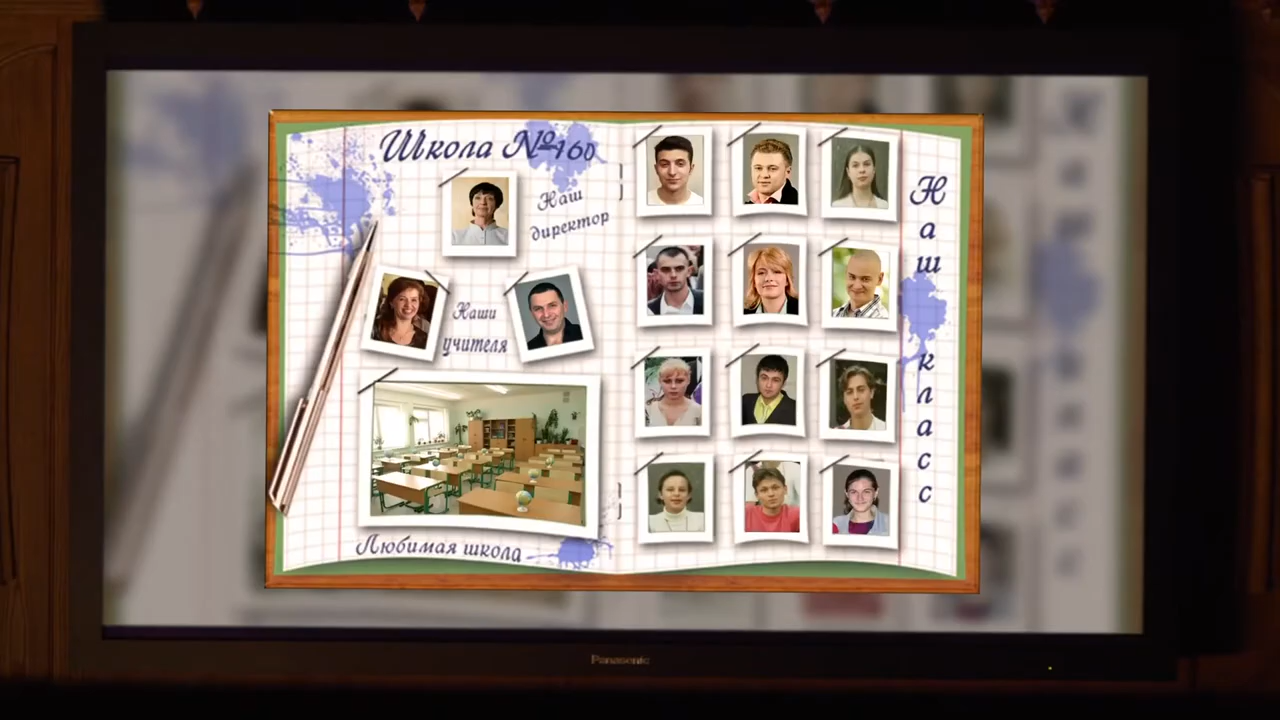 Школа №160
Наш
директор
Наши
учителя
Любимая школа
Наш
класс
Panasonic